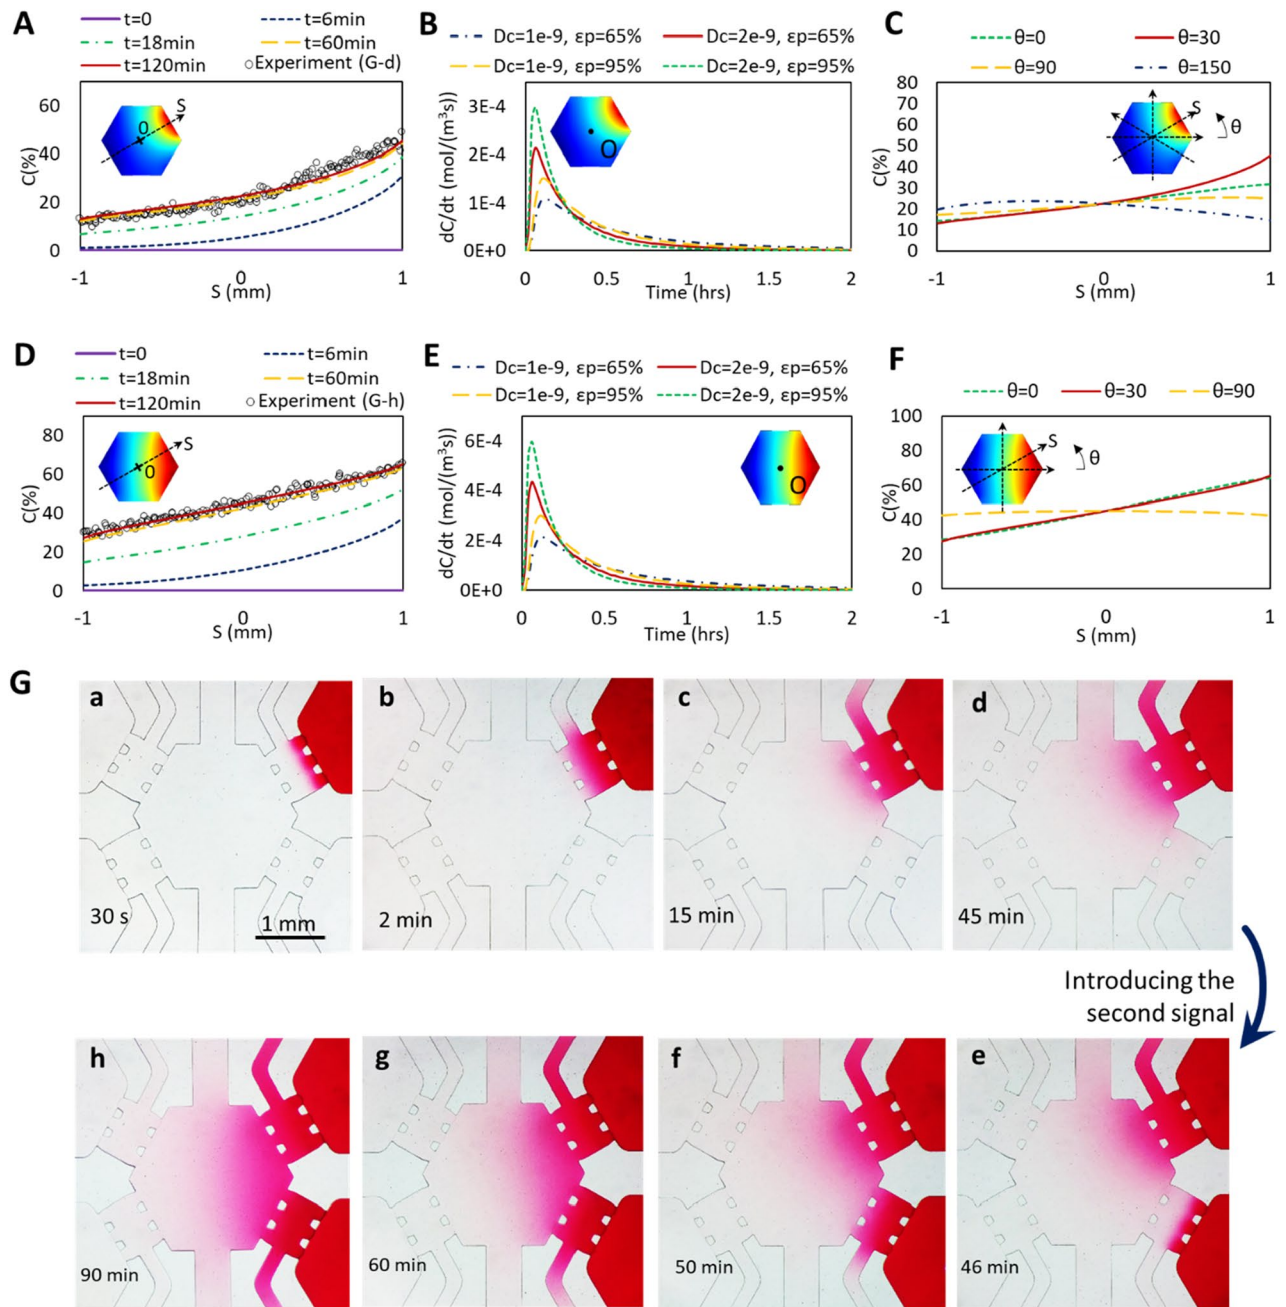 A
t=0
t=6min
t=18min
t=60min
t=120min
Experiment (G-d)
C(%)
60
40
20
0
S
0
-1
0
1
S (mm)
B
Dc=1e-9, εp=65%
Dc=2e-9, εp=65%
Dc=1e-9, εp=95%
Dc=2e-9, εp=95%
dC/dt (mol/(m³s))
3E-4
2E-4
1E-4
0E+0
O
0
0.5
1
1.5
2
Time (hrs)
C
θ=0
θ=30
θ=90
θ=150
C(%)
80
70
60
50
40
30
20
10
0
S
θ
-1
0
1
S (mm)
D
t=0
t=6min
t=18min
t=60min
t=120min
Experiment (G-h)
C(%)
80
60
40
20
0
S
0
-1
0
1
S (mm)
E
Dc=1e-9, εp=65%
Dc=2e-9, εp=65%
Dc=1e-9, εp=95%
Dc=2e-9, εp=95%
dC/dt (mol/(m³s))
6E-4
4E-4
2E-4
0E+0
O
0
0.5
1
1.5
2
Time (hrs)
F
θ=0
θ=30
θ=90
C(%)
100
80
60
40
20
0
S
θ
-1
0
1
S (mm)
G
a
30 s
1 mm
b
2 min
c
15 min
d
45 min
Introducing the
second signal
h
90 min
g
60 min
f
50 min
e
46 min